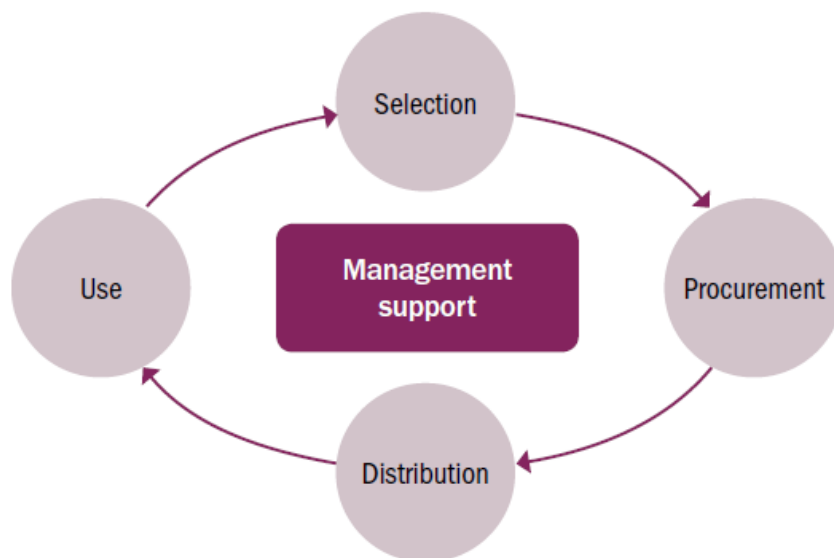 Selection
Management
support
Use
Procurement
Distribution